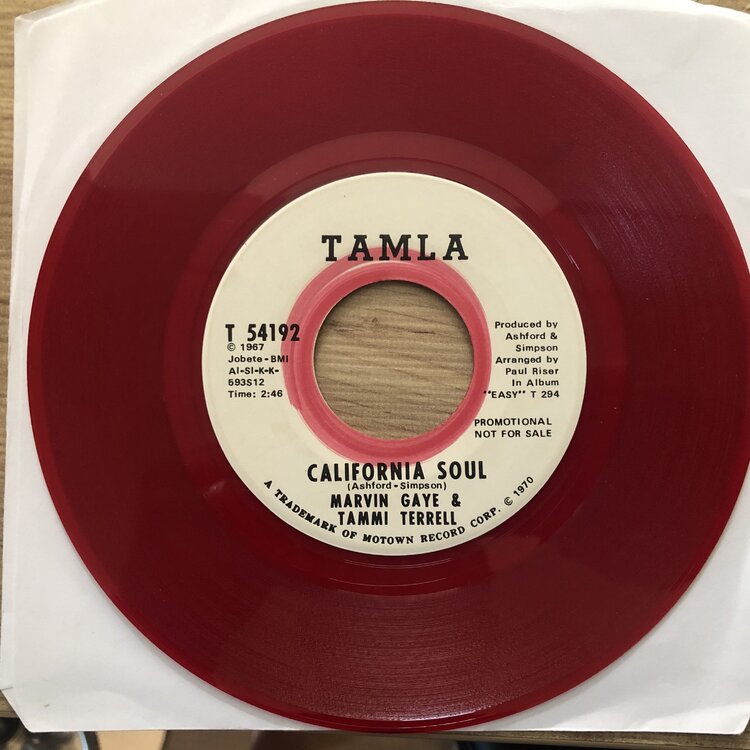 TAMLA
T 54192
© 1967
Jobete-BMI
Al-Sl-K-K-
693S12
Time: 2:46
Produced by
Ashford &
Simpson
Arranged by
Paul Riser
In Album
"EASY" T 294
PROMOTIONAL
NOT FOR SALE
CALIFORNIA SOUL
(Ashford-Simpson)
MARVIN GAYE &
TAMMI TERRELL
A TRADEMARK OF MOTOWN RECORD CORP. © 1970